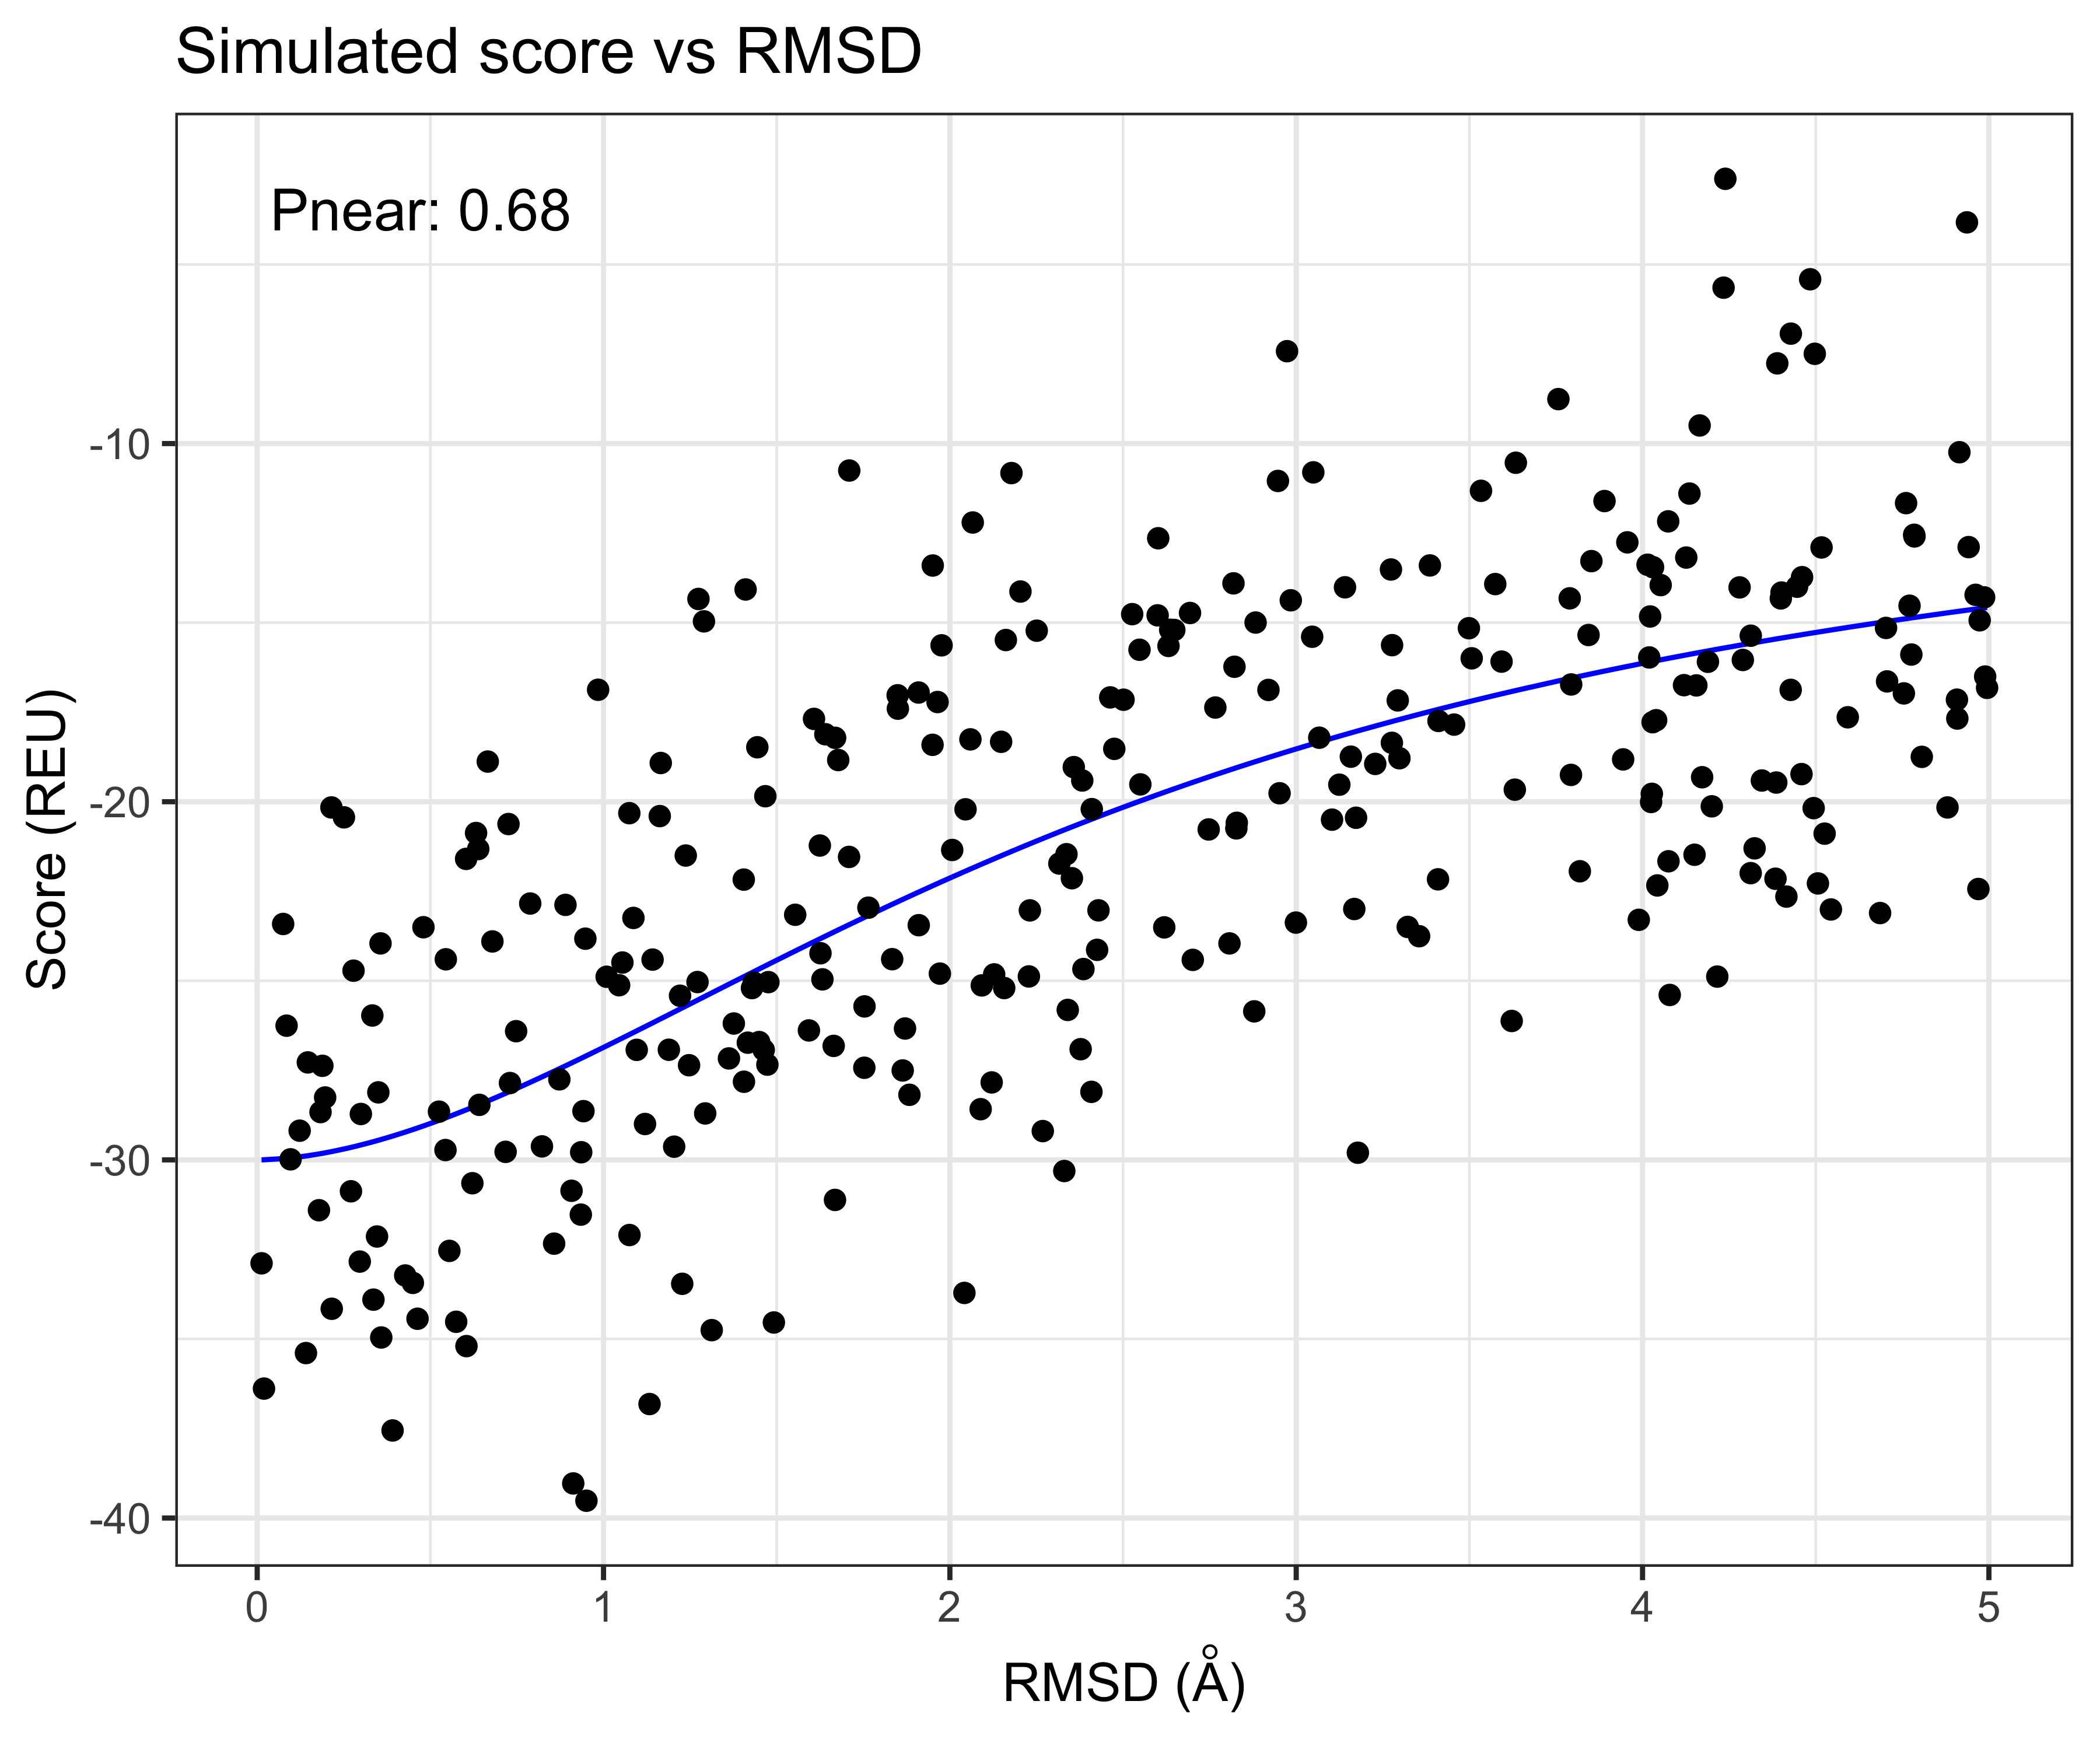 Simulated score vs RMSD
Pnear: 0.68
Score (REU)
-10
-20
-30
-40
0 1 2 3 4 5
RMSD (Å)